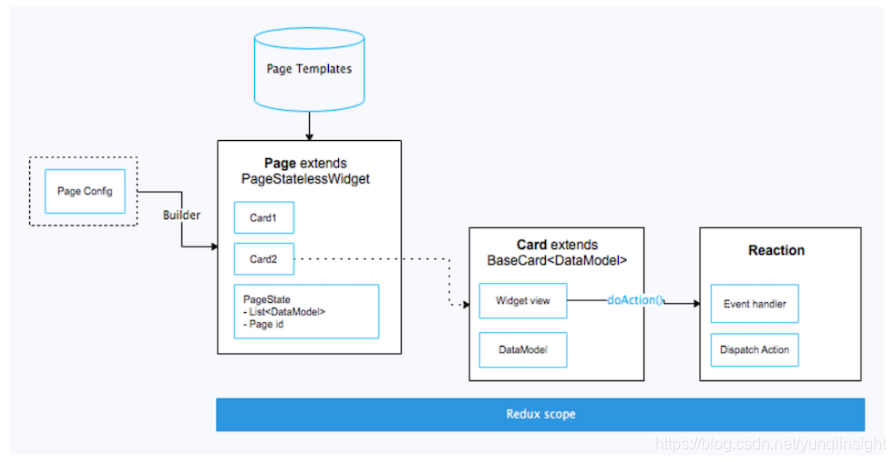 Page Templates
Page extends
PageStatelessWidget
Page Config
Builder
Card1
Card2
PageState
- List<DataModel>
- Page id
Card extends
BaseCard<DataModel>
Widget view
DataModel
doAction()
Reaction
Event handler
Dispatch Action
Redux scope
https://blog.csdn.net/yunqiinsight